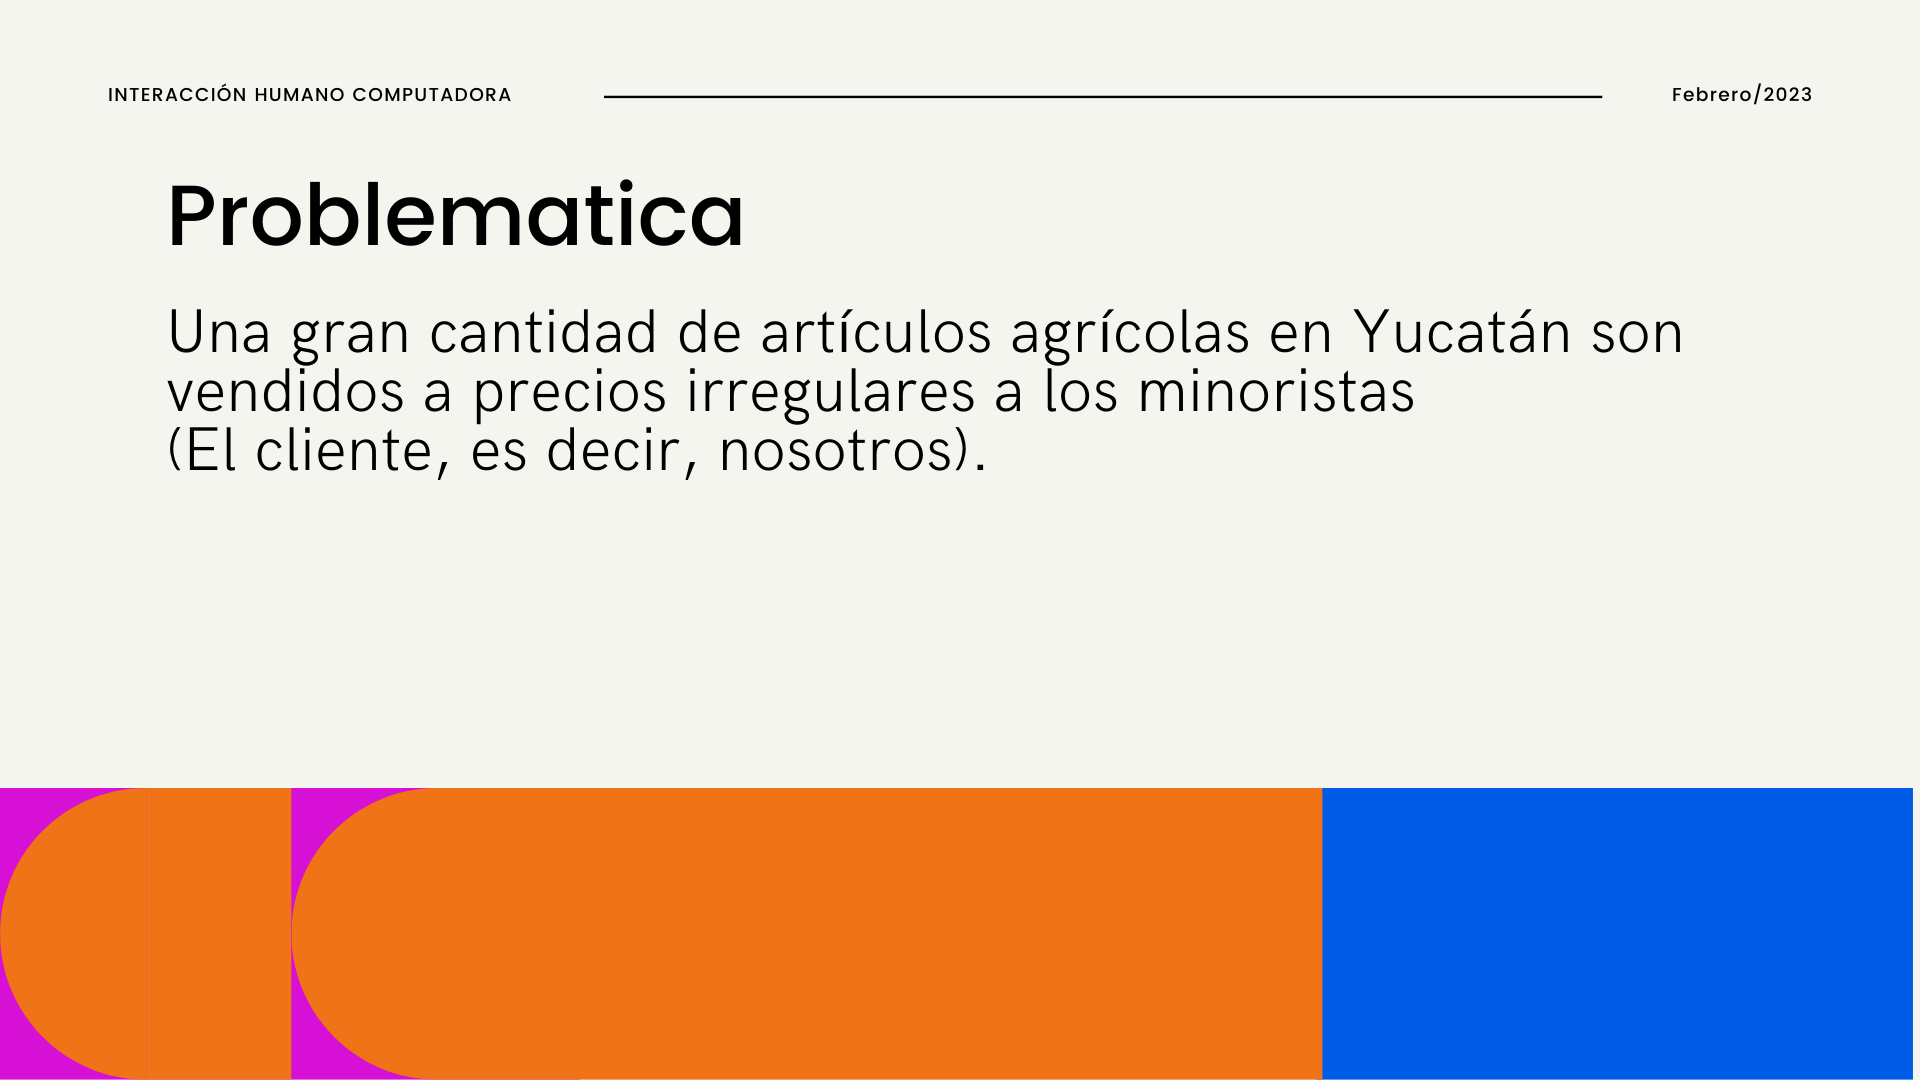 INTERACCIÓN HUMANO COMPUTADORA
Febrero/2023
Problematica
Una gran cantidad de artículos agrícolas en Yucatán son
vendidos a precios irregulares a los minoristas
(El cliente, es decir, nosotros).